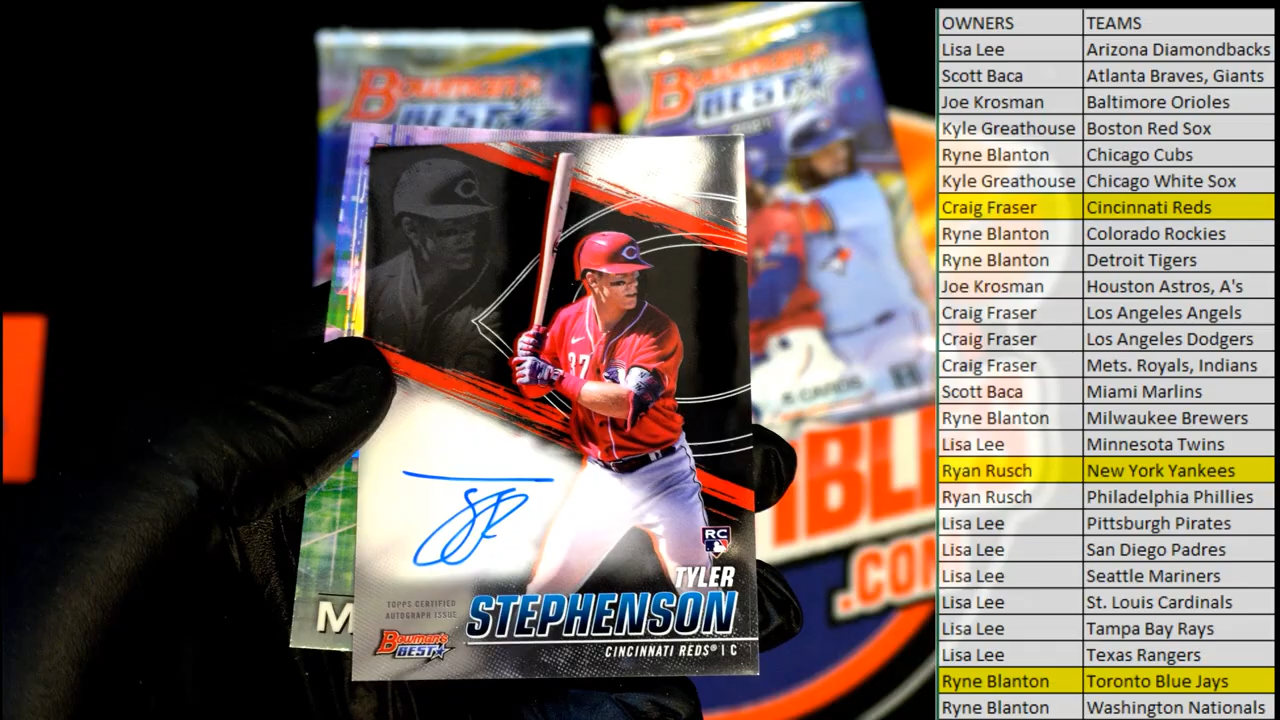 Bowman's
BEST
Bowman's
BEST
37
RC
TYLER
STEPHENSON
CINCINNATI REDS® | C
TOPPS CERTIFIED
AUTOGRAPH ISSUE
Bowman's
BEST
M
CARDS
IBL
.COM
OWNERS TEAMS
Lisa Lee Arizona Diamondbacks
Scott Baca Atlanta Braves, Giants
Joe Krosman Baltimore Orioles
Kyle Greathouse Boston Red Sox
Ryne Blanton Chicago Cubs
Kyle Greathouse Chicago White Sox
Craig Fraser Cincinnati Reds
Ryne Blanton Colorado Rockies
Ryne Blanton Detroit Tigers
Joe Krosman Houston Astros, A's
Craig Fraser Los Angeles Angels
Craig Fraser Los Angeles Dodgers
Craig Fraser Mets. Royals, Indians
Scott Baca Miami Marlins
Ryne Blanton Milwaukee Brewers
Lisa Lee Minnesota Twins
Ryan Rusch New York Yankees
Ryan Rusch Philadelphia Phillies
Lisa Lee Pittsburgh Pirates
Lisa Lee San Diego Padres
Lisa Lee Seattle Mariners
Lisa Lee St. Louis Cardinals
Lisa Lee Tampa Bay Rays
Lisa Lee Texas Rangers
Ryne Blanton Toronto Blue Jays
Ryne Blanton Washington Nationals